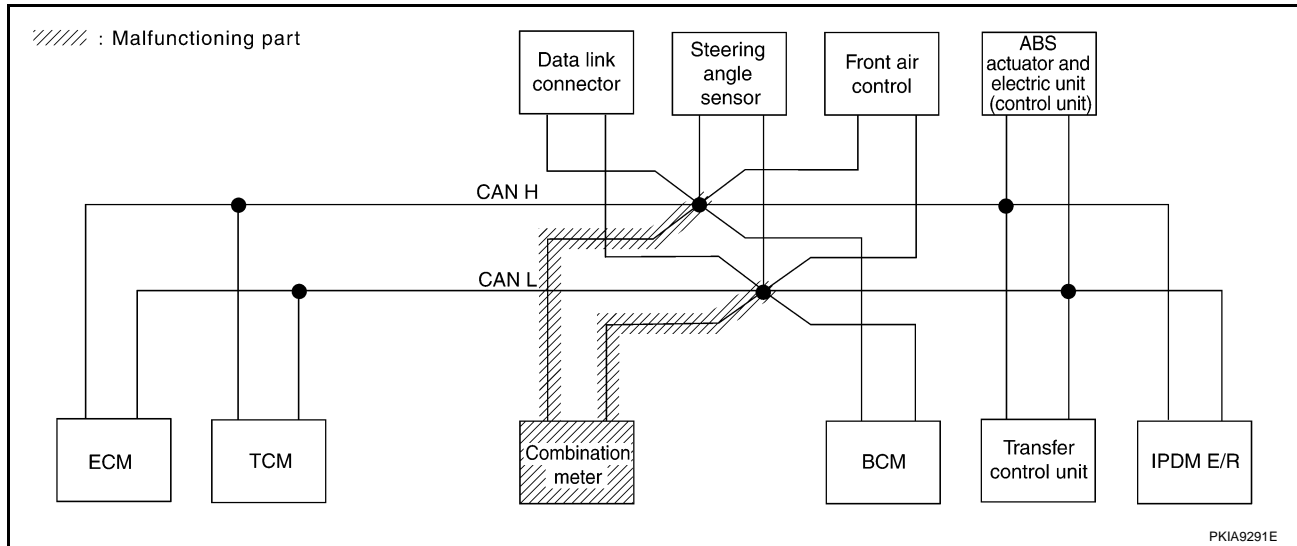 : Malfunctioning part
Data link
connector
Steering
angle
sensor
Front air
control
ABS
actuator and
electric unit
(control unit)
CAN H
CAN L
ECM
TCM
Combination
meter
BCM
Transfer
control unit
IPDM E/R
PKIA9291E